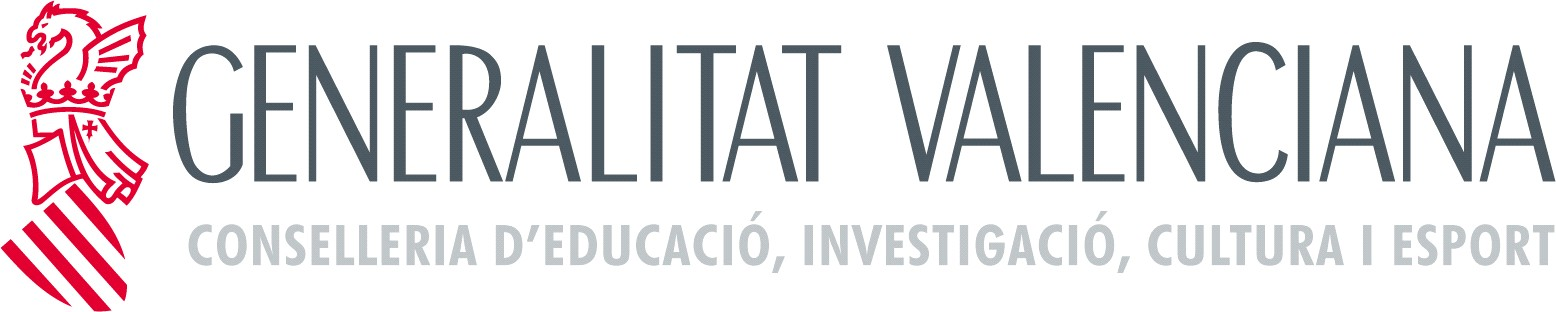 GENERALITAT VALENCIANA
CONSELLERIA D’EDUCACIÓ, INVESTIGACIÓ, CULTURA I ESPORT